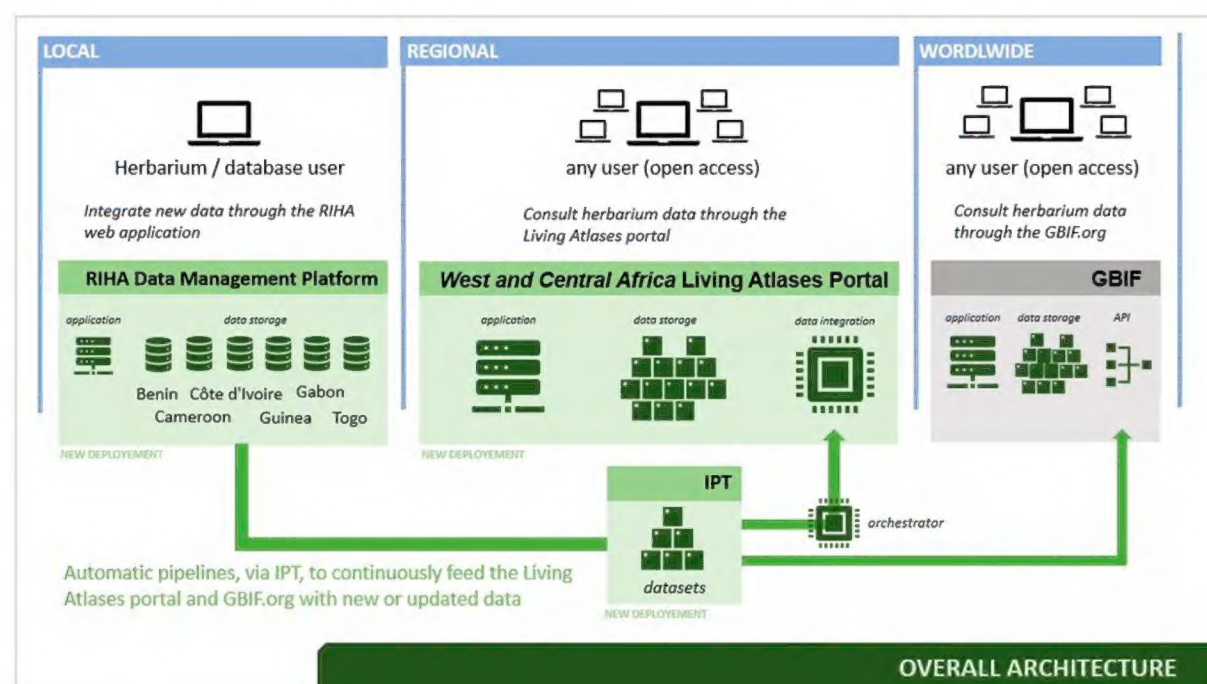 LOCAL
REGIONAL
WORDLWIDE
Herbarium / database user
any user (open access)
any user (open access)
Integrate new data through the RIHA
web application
Consult herbarium data through the
Living Atlases portal
Consult herbarium data
through the GBIF.org
RIHA Data Management Platform
West and Central Africa Living Atlases Portal
GBIF
application
data storage
application
data storage
data integration
application
data storage
API
Benin Côte d'Ivoire Gabon
Cameroon Guinea Togo
NEW DEPLOYEMENT
NEW DEPLOYEMENT
IPT
orchestrator
datasets
NEW DEPLOYEMENT
Automatic pipelines, via IPT, to continuously feed the Living
Atlases portal and GBIF.org with new or updated data
OVERALL ARCHITECTURE